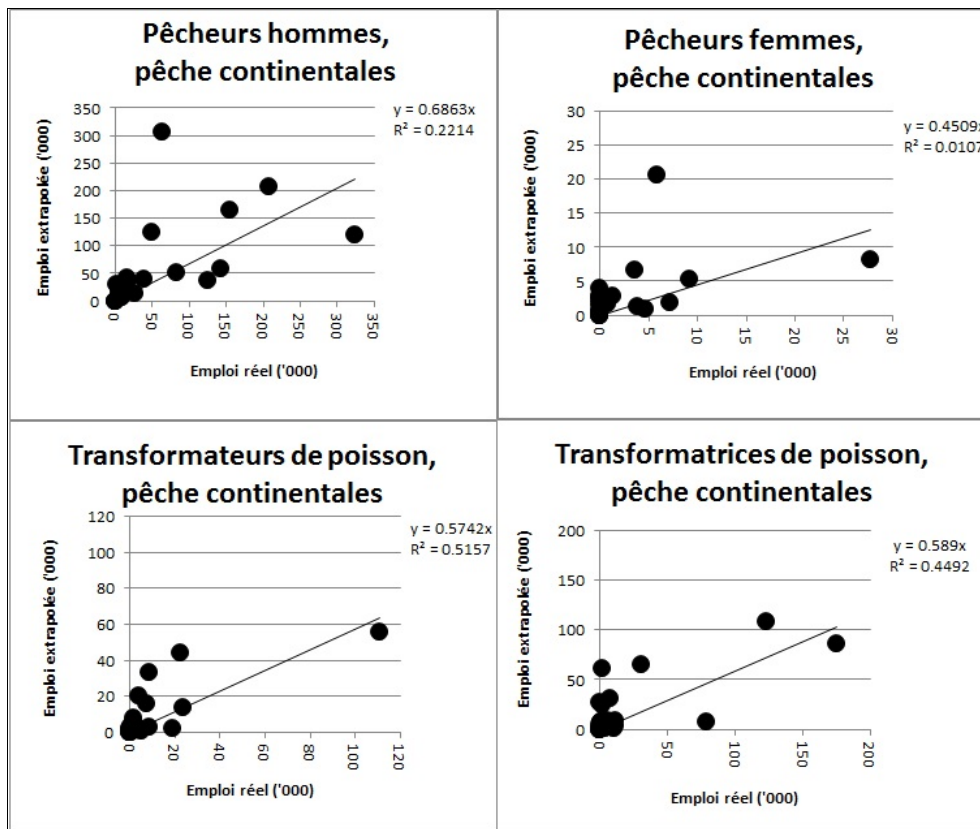 Pêcheurs hommes,
pêche continentales
y = 0.6863x
R² = 0.2214
Emploi extrapolée ('000)
350
300
250
200
150
100
50
0
0
50
100
150
200
250
300
350
Emploi réel ('000)
Pêcheurs femmes,
pêche continentales
y = 0.4509x
R² = 0.0107
Emploi extrapolée ('000)
30
25
20
15
10
5
0
0
5
10
15
20
25
30
Emploi réel ('000)
Transformateurs de poisson,
pêche continentales
y = 0.5742x
R² = 0.5157
Emploi extrapolée ('000)
120
100
80
60
40
20
0
0
20
40
60
80
100
120
Emploi réel ('000)
Transformatrices de poisson,
pêche continentales
y = 0.589x
R² = 0.4492
Emploi extrapolée ('000)
200
150
100
50
0
0
50
100
150
200
Emploi réel ('000)